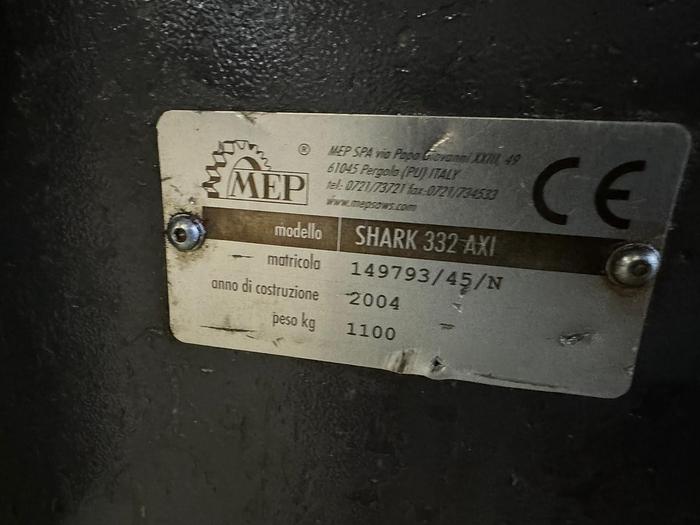 MEP ®
MEP SPA via Papa Giovanni XXIII, 49
61045 Pergola (PU) ITALY
tel: 0721/73721 fax:0721/734533
www.mepsaws.com
CE
modello SHARK 332 AXI
matricola 149793/45/N
anno di costruzione 2004
peso kg 1100